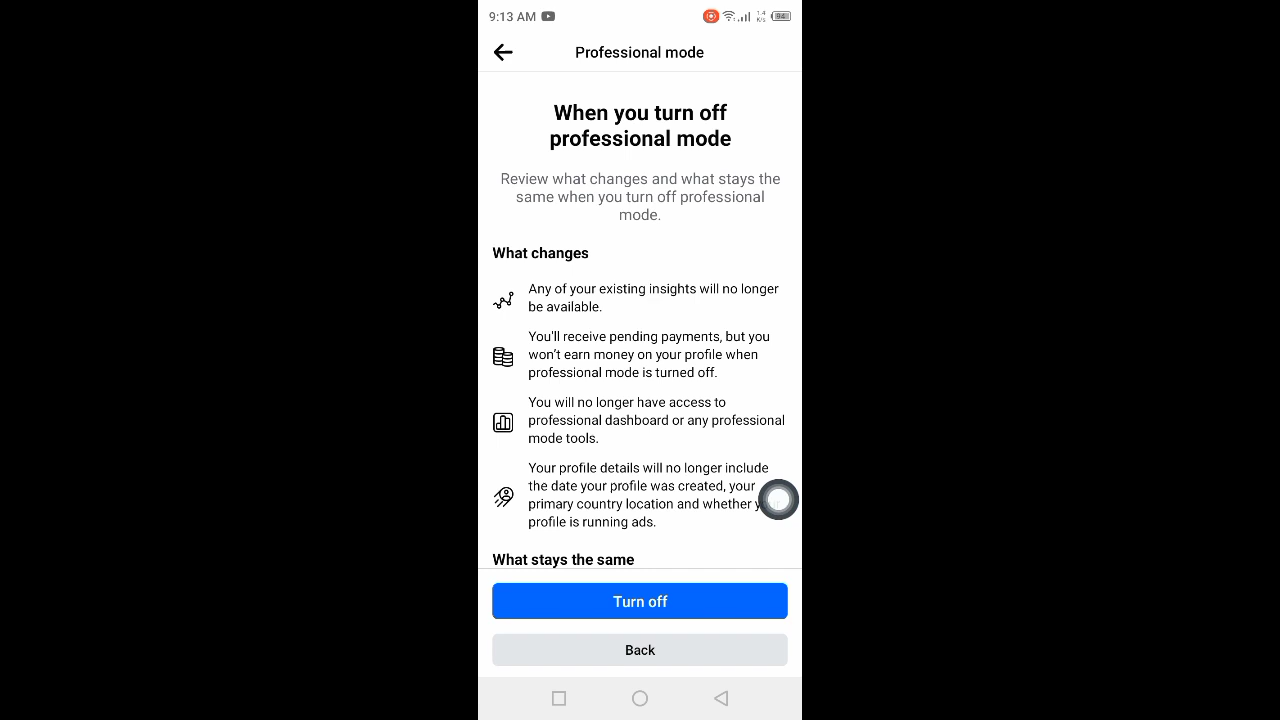 9:13 AM
1.4
K/s
94
Professional mode
When you turn off
professional mode
Review what changes and what stays the
same when you turn off professional
mode.
What changes
Any of your existing insights will no longer
be available.
You'll receive pending payments, but you
won't earn money on your profile when
professional mode is turned off.
You will no longer have access to
professional dashboard or any professional
mode tools.
Your profile details will no longer include
the date your profile was created, your
primary country location and whether
profile is running ads.
What stays the same
Turn off
Back